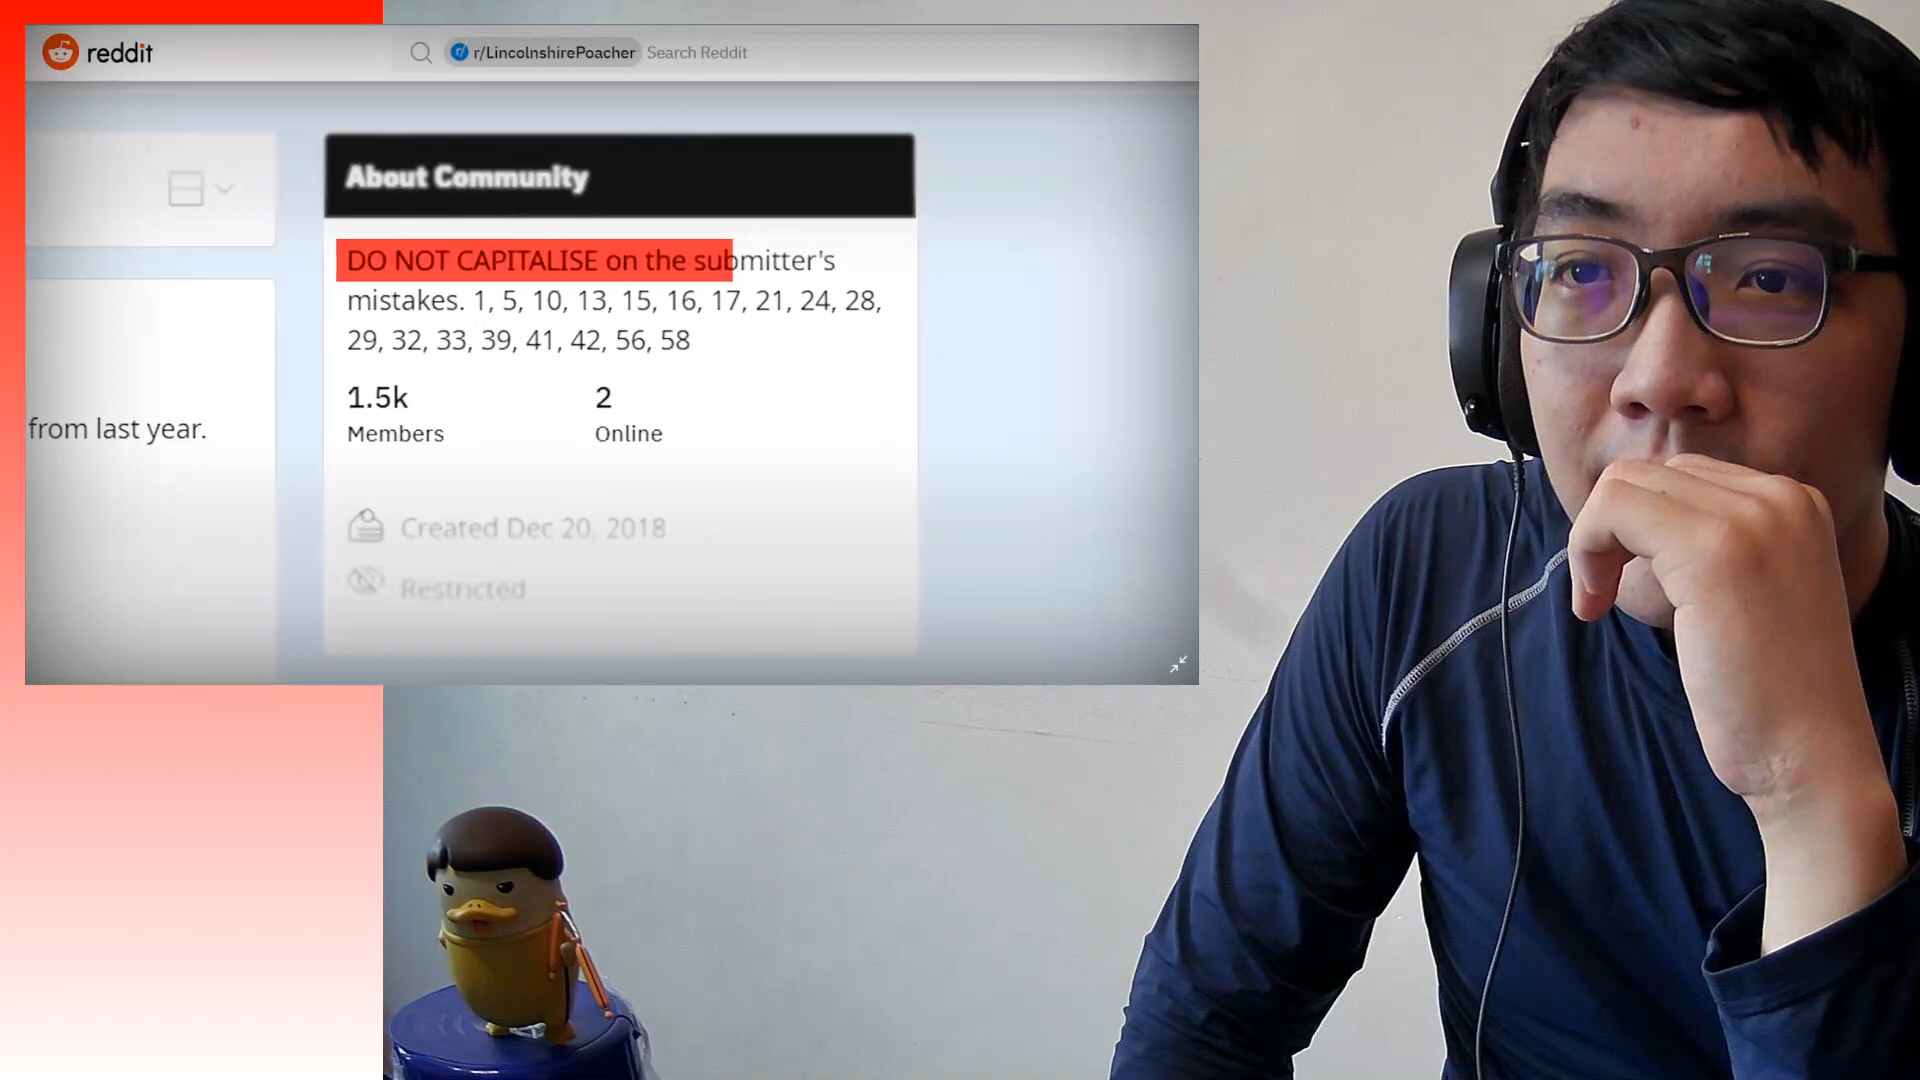 reddit
r/LincolnshirePoacher Search Reddit
About Community
DO NOT CAPITALISE on the submitter's
mistakes. 1, 5, 10, 13, 15, 16, 17, 21, 24, 28,
29, 32, 33, 39, 41, 42, 56, 58
1.5k 2
Members Online
from last year.
Created Dec 20, 2018
Restricted